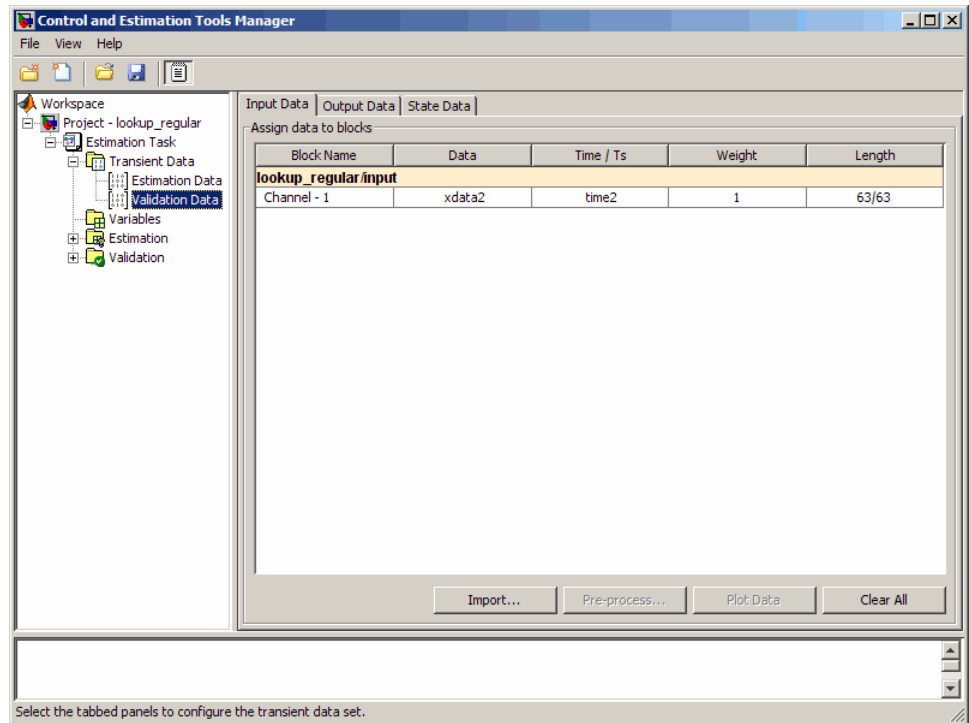 Control and Estimation Tools Manager
File View Help
Workspace
Project - lookup_regular
Estimation Task
Transient Data
Estimation Data
Validation Data
Variables
Estimation
Validation
Input Data Output Data State Data
Assign data to blocks
Block Name Data Time / Ts Weight Length
lookup_regular/input
Channel - 1 xdata2 time2 1 63/63
Import... Pre-process... Plot Data Clear All
Select the tabbed panels to configure the transient data set.